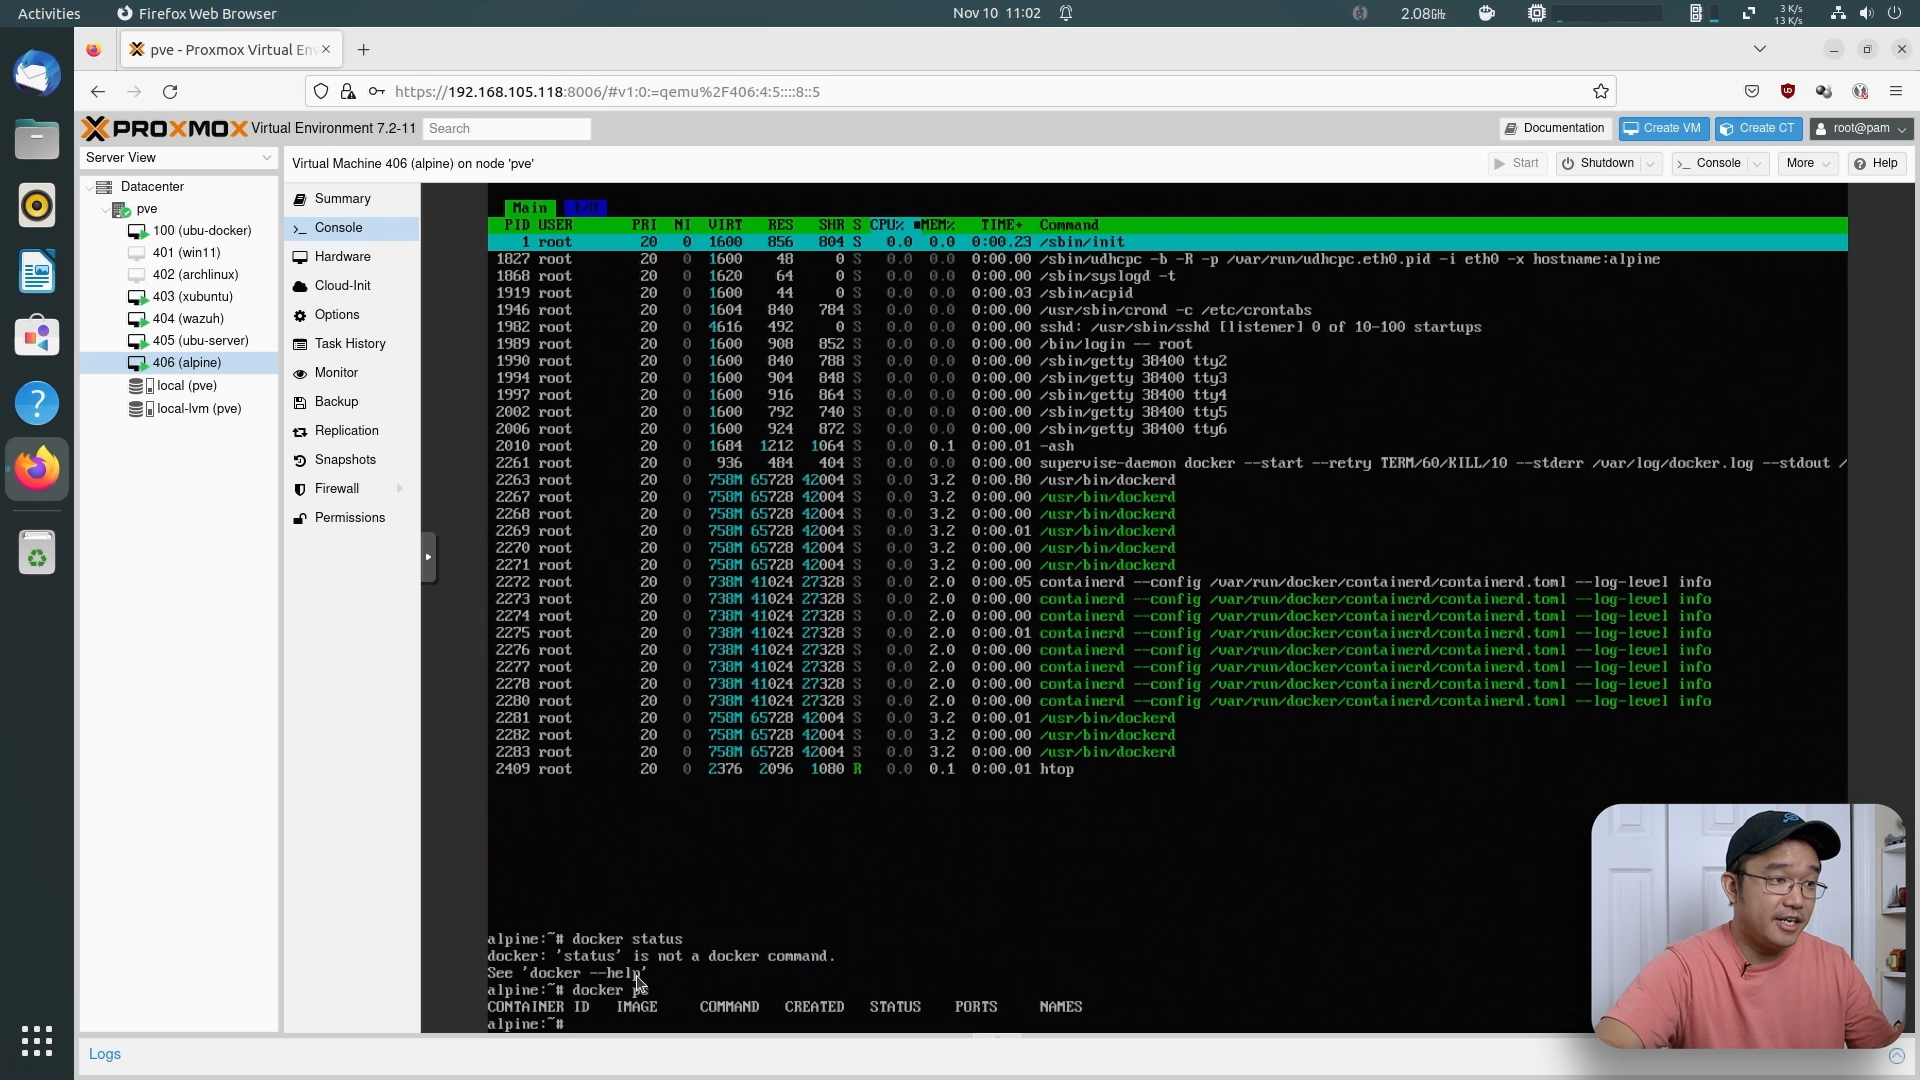 Activities
Firefox Web Browser
Nov 10 11:02
2.08GHz
3 K/s
13 K/s
pve - Proxmox Virtual Env
https://192.168.105.118:8006/#v1:0:=qemu%2F406:4:5::::8::5
PROXMOX Virtual Environment 7.2-11
Search
Documentation
Create VM
Create CT
root@pam
Server View
Virtual Machine 406 (alpine) on node 'pve'
Start
Shutdown
Console
More
Help
Datacenter
pve
100 (ubu-docker)
401 (win11)
402 (archlinux)
403 (xubuntu)
404 (wazuh)
405 (ubu-server)
406 (alpine)
local (pve)
local-lvm (pve)
Summary
Console
Hardware
Cloud-Init
Options
Task History
Monitor
Backup
Replication
Snapshots
Firewall
Permissions
Main I/O
PID USER PRI NI VIRT RES SHR S CPU% MEM% TIME+ Command
1 root 20 0 1600 856 804 S 0.0 0.0 0:00.23 /sbin/init
1827 root 20 0 1600 48 0 S 0.0 0.0 0:00.00 /sbin/udhcpc -b -R -p /var/run/udhcpc.eth0.pid -i eth0 -x hostname:alpine
1868 root 20 0 1620 64 0 S 0.0 0.0 0:00.00 /sbin/syslogd -t
1919 root 20 0 1600 44 0 S 0.0 0.0 0:00.03 /sbin/acpid
1946 root 20 0 1604 840 784 S 0.0 0.0 0:00.00 /usr/sbin/crond -c /etc/crontabs
1982 root 20 0 4616 492 0 S 0.0 0.0 0:00.00 sshd: /usr/sbin/sshd [listener] 0 of 10-100 startups
1989 root 20 0 1600 908 852 S 0.0 0.0 0:00.00 /bin/login -- root
1990 root 20 0 1600 840 788 S 0.0 0.0 0:00.00 /sbin/getty 38400 tty2
1994 root 20 0 1600 904 848 S 0.0 0.0 0:00.00 /sbin/getty 38400 tty3
1997 root 20 0 1600 916 864 S 0.0 0.0 0:00.00 /sbin/getty 38400 tty4
2002 root 20 0 1600 792 740 S 0.0 0.0 0:00.00 /sbin/getty 38400 tty5
2006 root 20 0 1600 924 872 S 0.0 0.0 0:00.00 /sbin/getty 38400 tty6
2010 root 20 0 1684 1212 1064 S 0.0 0.1 0:00.01 -ash
2261 root 20 0 936 484 404 S 0.0 0.0 0:00.00 supervise-daemon docker --start --retry TERM/60/KILL/10 --stderr /var/log/docker.log --stdout /
2263 root 20 0 758M 65728 42004 S 0.0 3.2 0:00.80 /usr/bin/dockerd
2267 root 20 0 758M 65728 42004 S 0.0 3.2 0:00.00 /usr/bin/dockerd
2268 root 20 0 758M 65728 42004 S 0.0 3.2 0:00.00 /usr/bin/dockerd
2269 root 20 0 758M 65728 42004 S 0.0 3.2 0:00.01 /usr/bin/dockerd
2270 root 20 0 758M 65728 42004 S 0.0 3.2 0:00.00 /usr/bin/dockerd
2271 root 20 0 758M 65728 42004 S 0.0 3.2 0:00.00 /usr/bin/dockerd
2272 root 20 0 738M 41024 27328 S 0.0 2.0 0:00.05 containerd --config /var/run/docker/containerd/containerd.toml --log-level info
2273 root 20 0 738M 41024 27328 S 0.0 2.0 0:00.00 containerd --config /var/run/docker/containerd/containerd.toml --log-level info
2274 root 20 0 738M 41024 27328 S 0.0 2.0 0:00.00 containerd --config /var/run/docker/containerd/containerd.toml --log-level info
2275 root 20 0 738M 41024 27328 S 0.0 2.0 0:00.01 containerd --config /var/run/docker/containerd/containerd.toml --log-level info
2276 root 20 0 738M 41024 27328 S 0.0 2.0 0:00.00 containerd --config /var/run/docker/containerd/containerd.toml --log-level info
2277 root 20 0 738M 41024 27328 S 0.0 2.0 0:00.00 containerd --config /var/run/docker/containerd/containerd.toml --log-level info
2278 root 20 0 738M 41024 27328 S 0.0 2.0 0:00.00 containerd --config /var/run/docker/containerd/containerd.toml --log-level info
2280 root 20 0 738M 41024 27328 S 0.0 2.0 0:00.00 containerd --config /var/run/docker/containerd/containerd.toml --log-level info
2281 root 20 0 758M 65728 42004 S 0.0 3.2 0:00.01 /usr/bin/dockerd
2282 root 20 0 758M 65728 42004 S 0.0 3.2 0:00.00 /usr/bin/dockerd
2283 root 20 0 758M 65728 42004 S 0.0 3.2 0:00.00 /usr/bin/dockerd
2409 root 20 0 2376 2096 1080 R 0.0 0.1 0:00.01 htop
alpine:~# docker status
docker: 'status' is not a docker command.
See 'docker --help'
alpine:~# docker ps
CONTAINER ID IMAGE COMMAND CREATED STATUS PORTS NAMES
alpine:~#
Logs